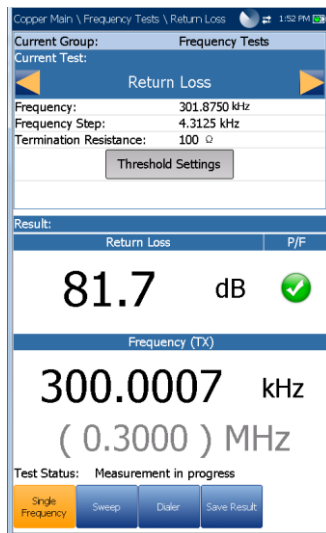 Copper Main \ Frequency Tests \ Return Loss 1:52 PM
Current Group: Frequency Tests
Current Test:
Return Loss
Frequency: 301.8750 kHz
Frequency Step: 4.3125 kHz
Termination Resistance: 100 Ω
Threshold Settings
Result:
Return Loss P/F
81.7 dB
Frequency (TX)
300.0007 kHz
( 0.3000 ) MHz
Test Status: Measurement in progress
Single Frequency Sweep Dialer Save Result